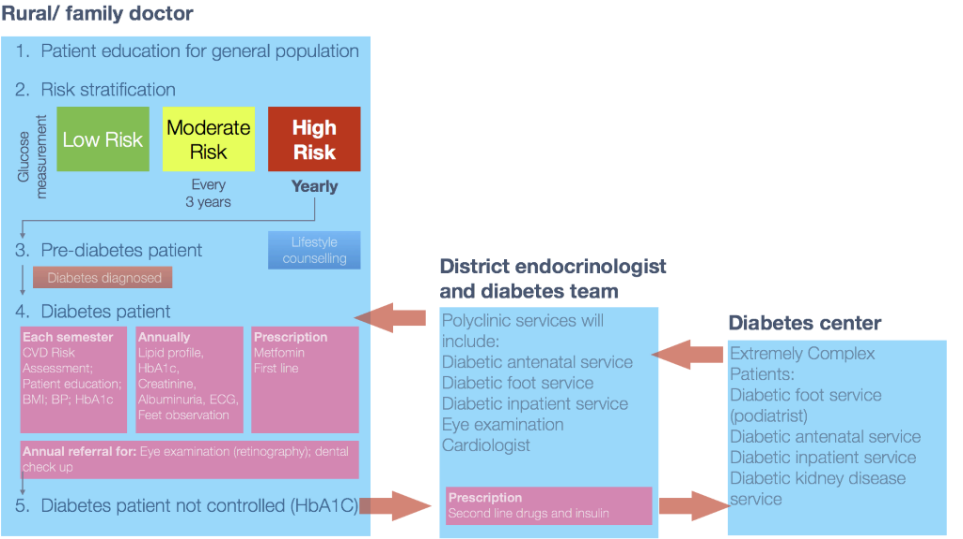 Rural/ family doctor
1. Patient education for general population
2. Risk stratification
Glucose
measurement
Low Risk
Moderate
Risk
High
Risk
Every
3 years
Yearly
3. Pre-diabetes patient
Lifestyle
counselling
Diabetes diagnosed
4. Diabetes patient
Each semester
CVD Risk
Assessment;
Patient education;
BMI; BP; HbA1c
Annually
Lipid profile,
HbA1c,
Creatinine,
Albuminuria, ECG,
Feet observation
Prescription
Metfomin
First line
Annual referral for: Eye examination (retinography); dental
check up
5. Diabetes patient not controlled (HbA1C)
District endocrinologist
and diabetes team
Polyclinic services will
include:
Diabetic antenatal service
Diabetic foot service
Diabetic inpatient service
Eye examination
Cardiologist
Prescription
Second line drugs and insulin
Diabetes center
Extremely Complex
Patients:
Diabetic foot service
(podiatrist)
Diabetic antenatal service
Diabetic inpatient service
Diabetic kidney disease
service